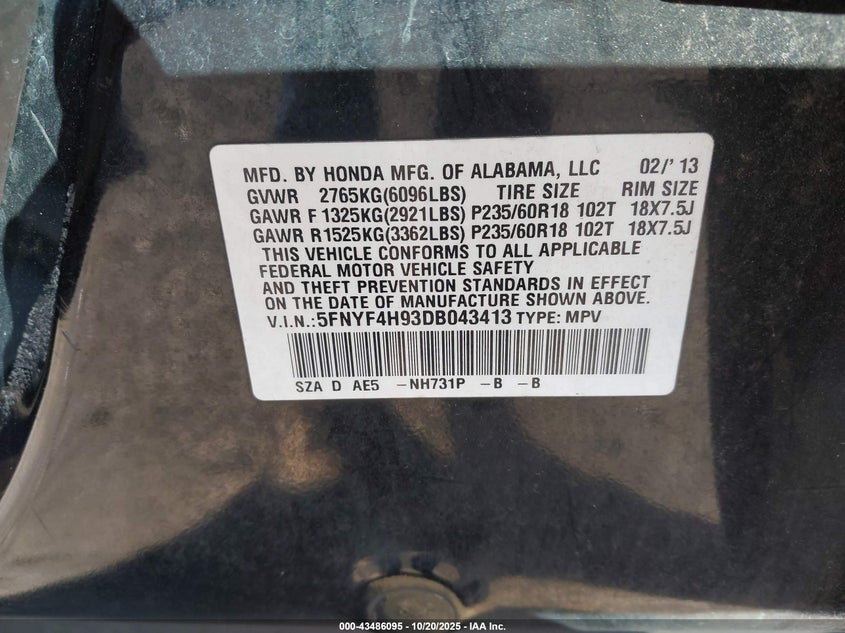 MFD. BY HONDA MFG. OF ALABAMA, LLC 02/'13
GVWR 2765KG(6096LBS) TIRE SIZE RIM SIZE
GAWR F 1325KG(2921LBS) P235/60R18 102T 18X7.5J
GAWR R1525KG(3362LBS) P235/60R18 102T 18X7.5J
THIS VEHICLE CONFORMS TO ALL APPLICABLE
FEDERAL MOTOR VEHICLE SAFETY
AND THEFT PREVENTION STANDARDS IN EFFECT
ON THE DATE OF MANUFACTURE SHOWN ABOVE.
V.I.N.:5FNYF4H93DB043413 TYPE: MPV
SZA D AE5 -NH731P -B -B
000-43486095 - 10/20/2025 - IAA Inc.